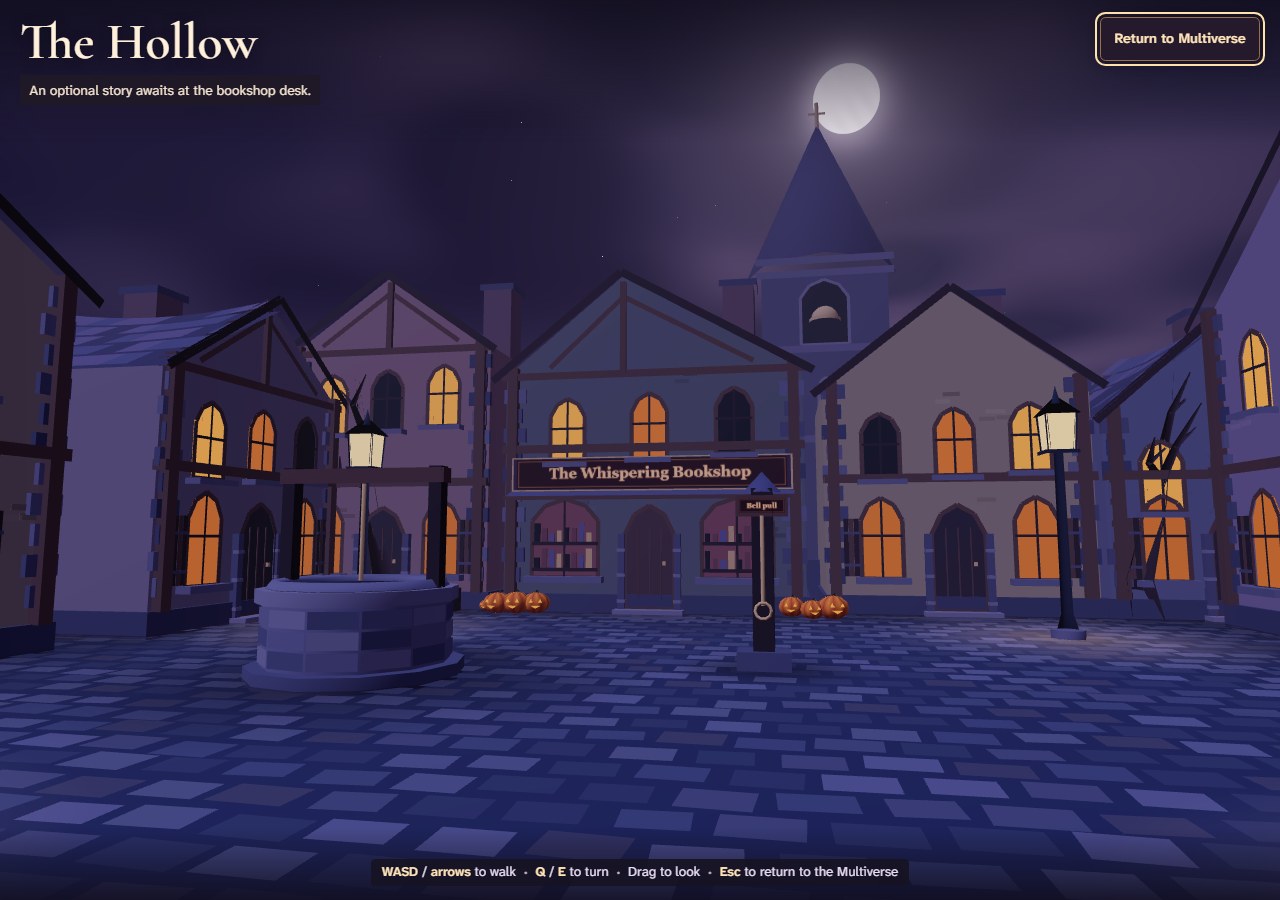 The Hollow
Return to Multiverse
An optional story awaits at the bookshop desk.
The Whispering Bookshop
Bell pull
WASD / arrows to walk · Q / E to turn · Drag to look · Esc to return to the Multiverse